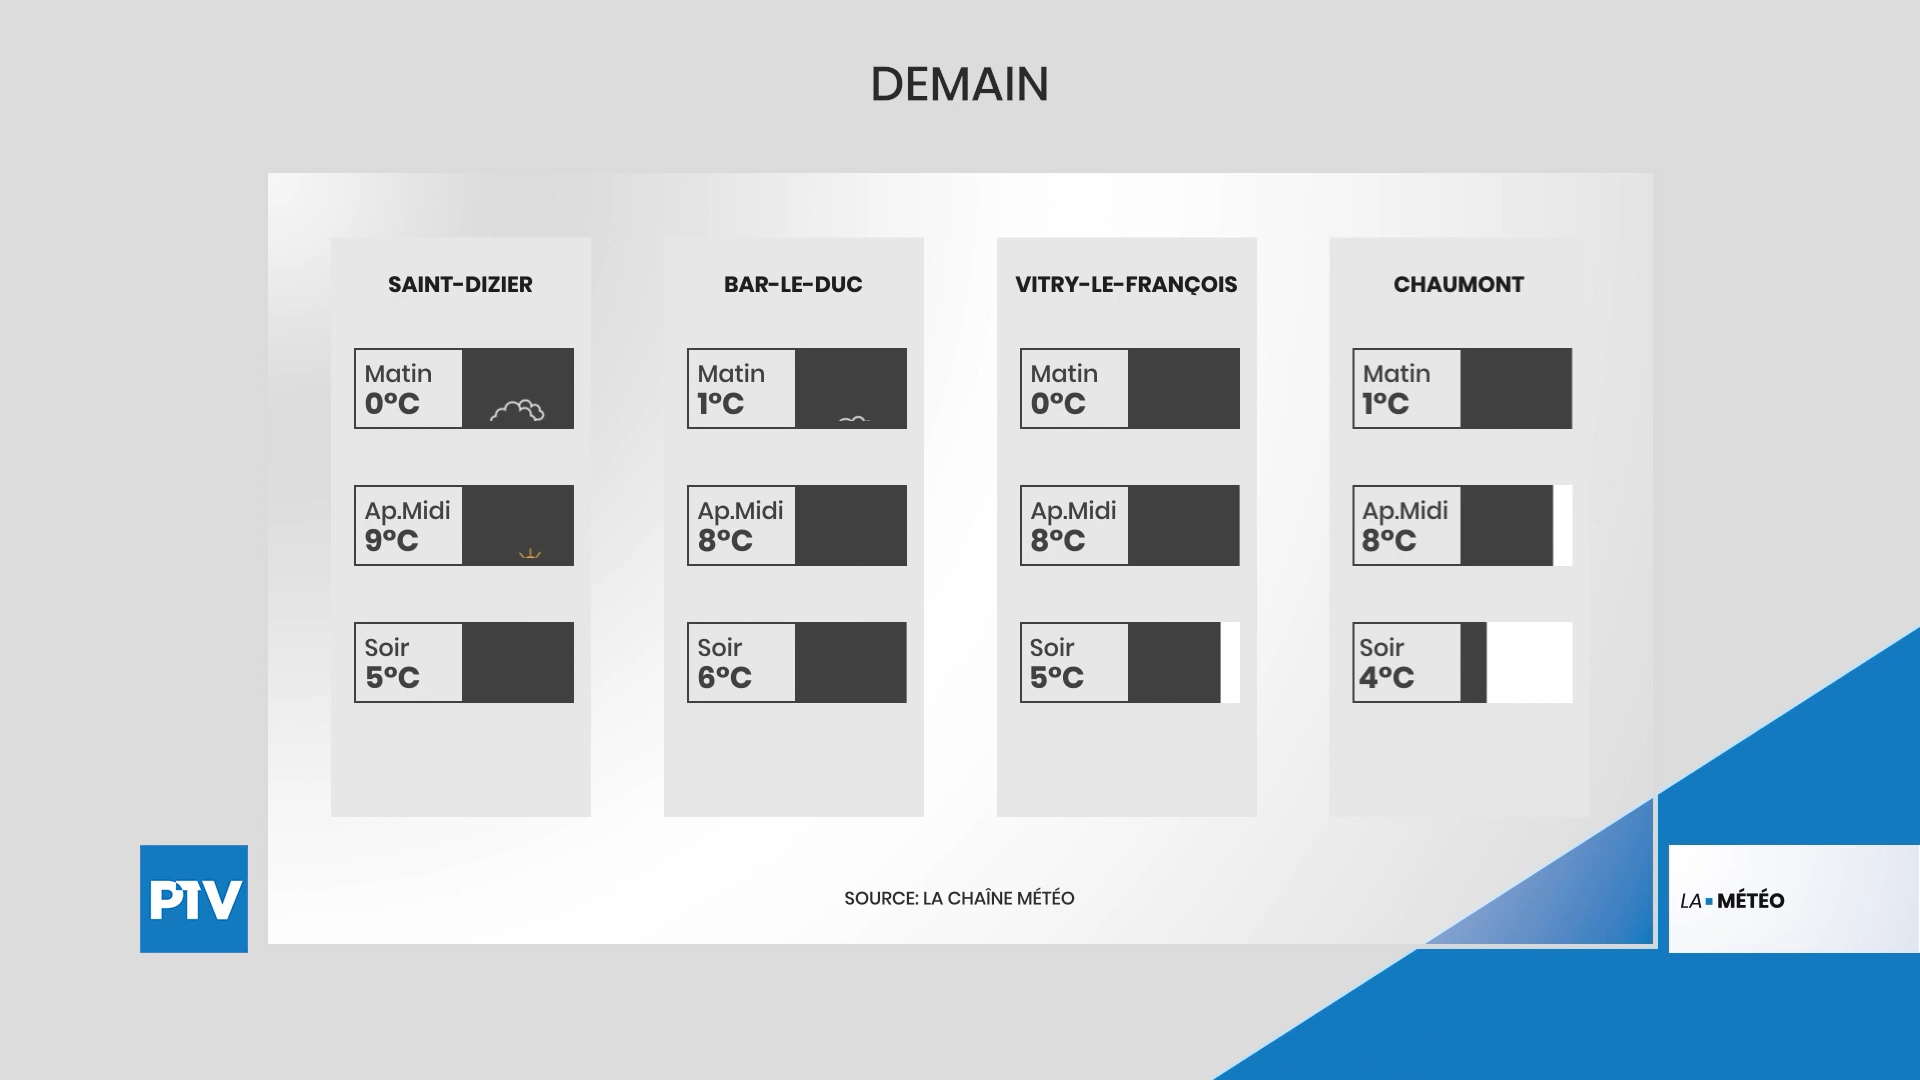 DEMAIN
SAINT-DIZIER
Matin
0°C
Ap.Midi
9°C
Soir
5°C
BAR-LE-DUC
Matin
1°C
Ap.Midi
8°C
Soir
6°C
VITRY-LE-FRANÇOIS
Matin
0°C
Ap.Midi
8°C
Soir
5°C
CHAUMONT
Matin
1°C
Ap.Midi
8°C
Soir
4°C
SOURCE: LA CHAÎNE MÉTÉO
PTV
LA▪MÉTÉO